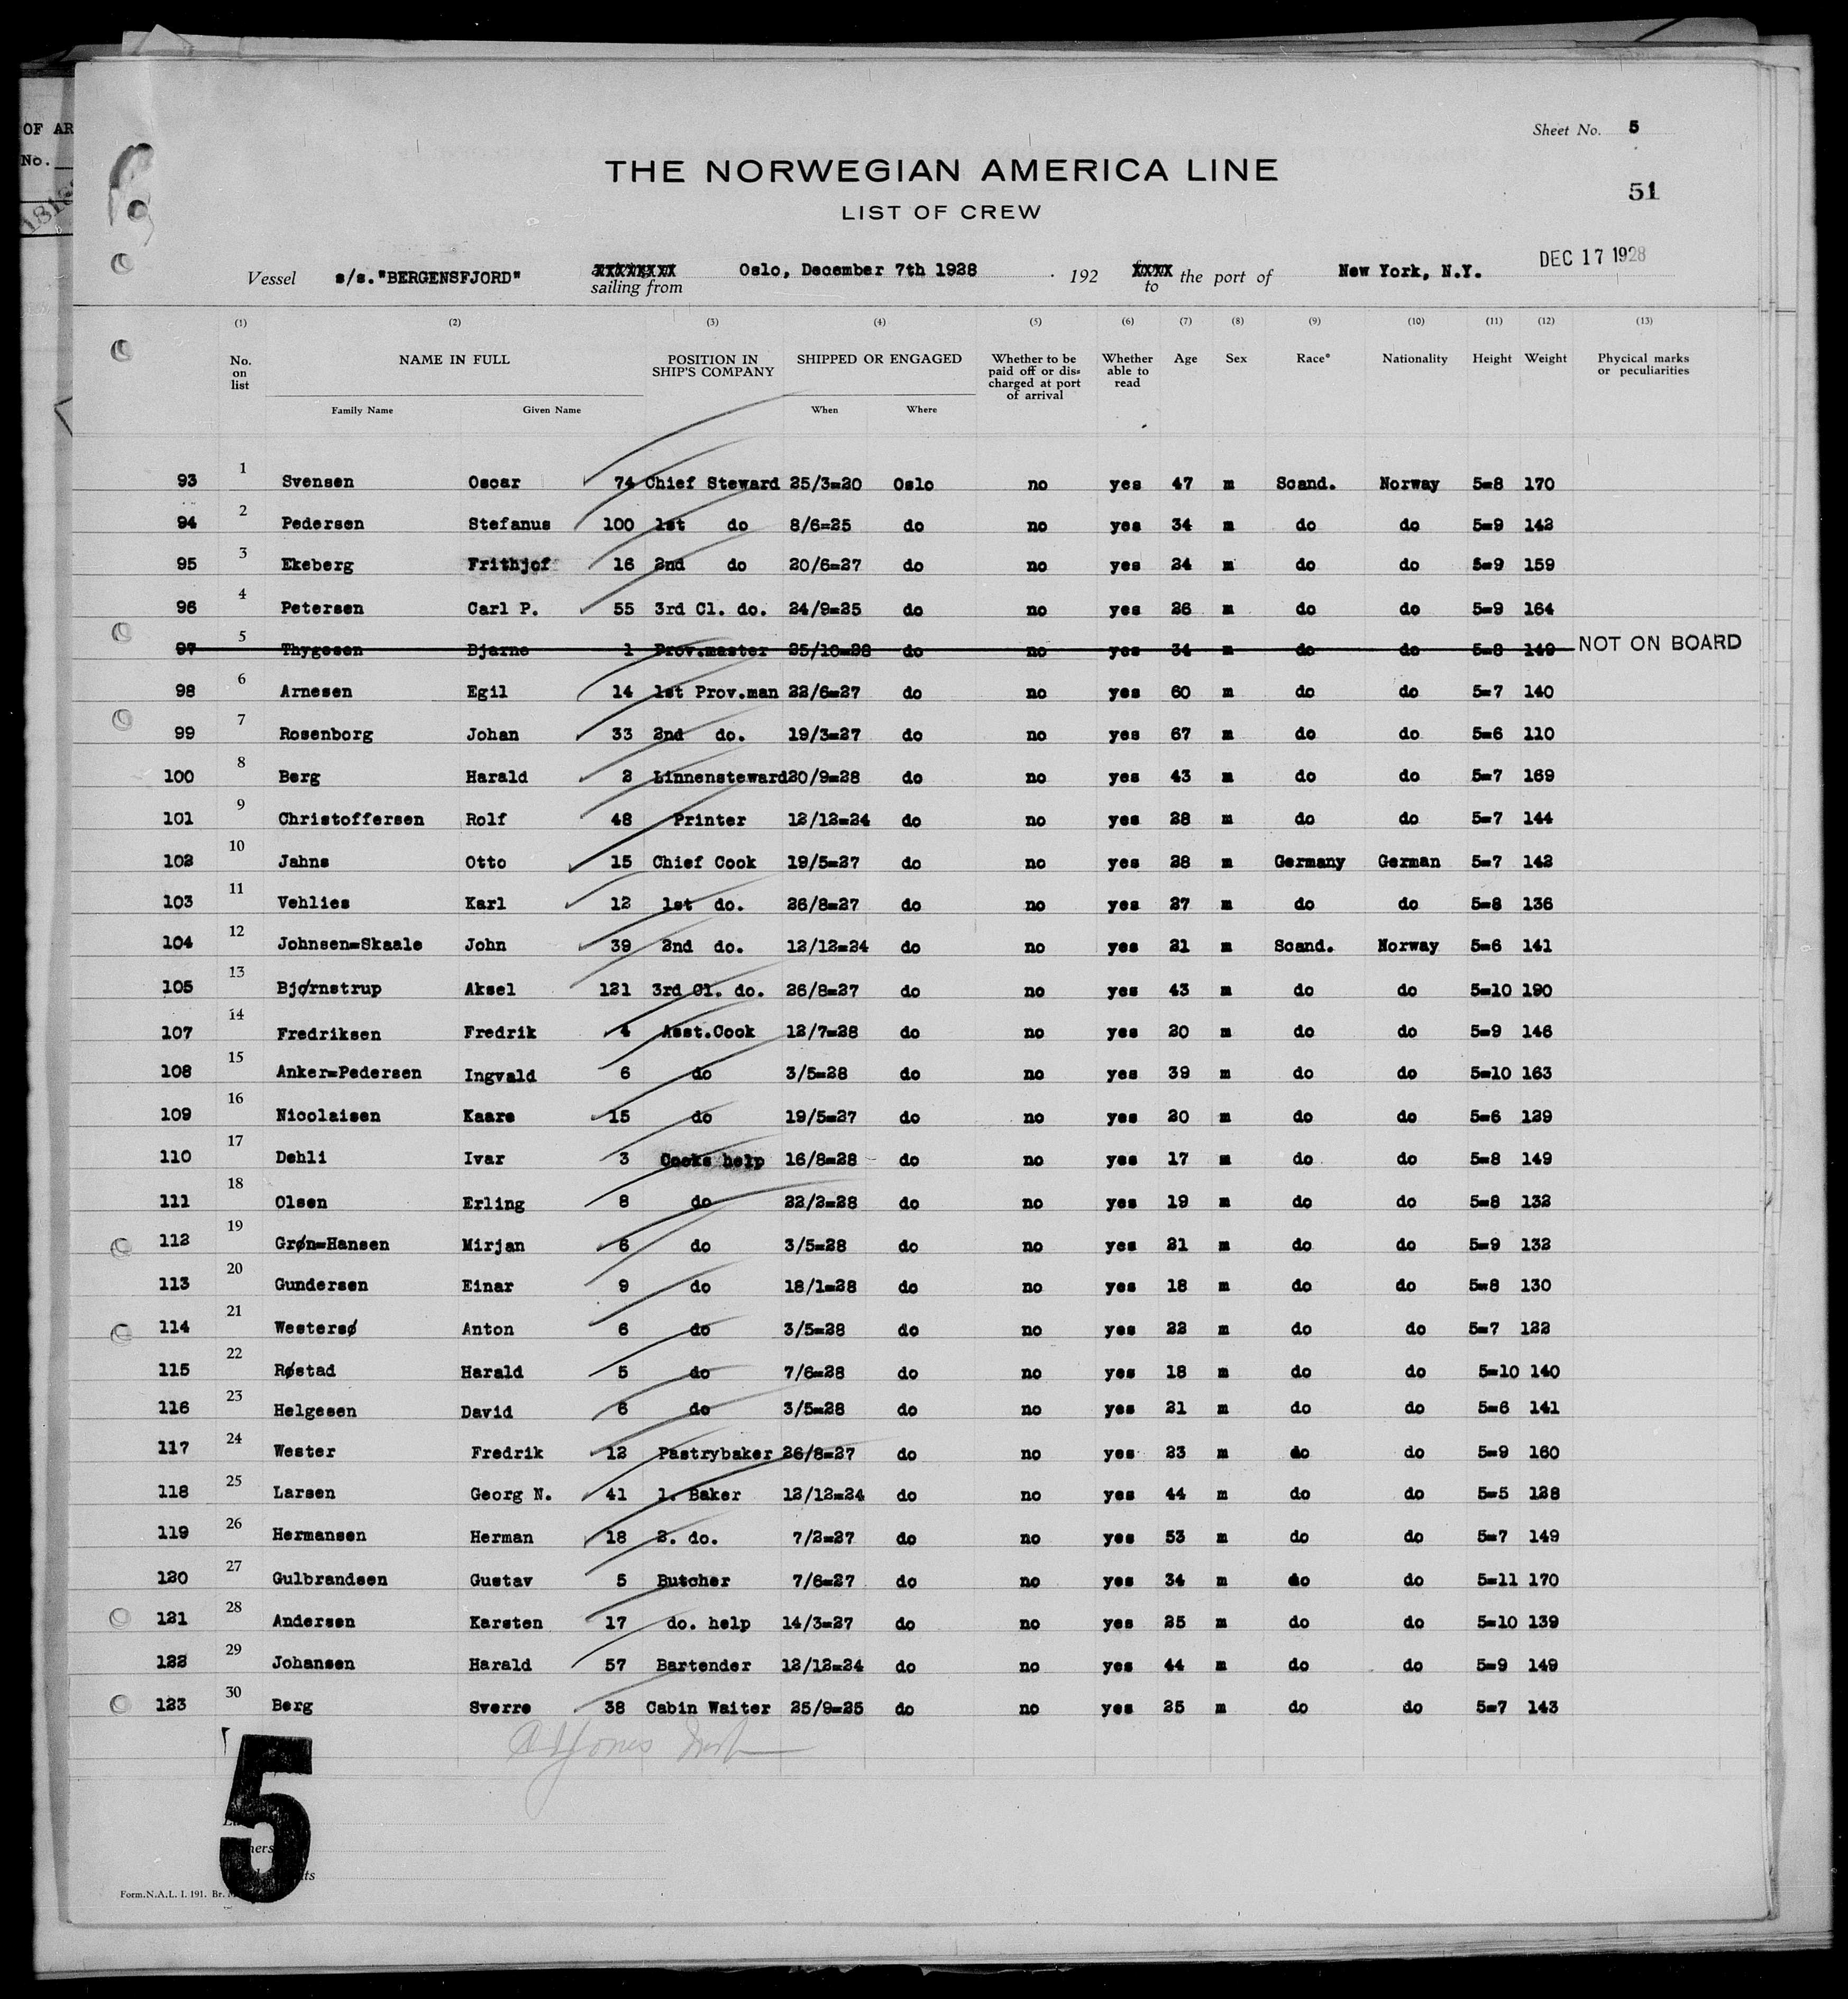 OF AR
No.
Sheet No. 5
THE NORWEGIAN AMERICA LINE
51
LIST OF CREW
Vessel s/s."BERGENSFJORD" sailing from Oslo, December 7th 1928 . 192 to the port of New York, N.Y. DEC 17 1928
(1) (2) (3) (4) (5) (6) (7) (8) (9) (10) (11) (12) (13)
No. on list NAME IN FULL POSITION IN SHIP'S COMPANY SHIPPED OR ENGAGED Whether to be paid off or dis= charged at port of arrival Whether able to read Age Sex Race* Nationality Height Weight Phycical marks or peculiarities
Family Name Given Name When Where
93 1 Svensen Oscar 74 Chief Steward 25/3=20 Oslo no yes 47 m Scand. Norway 5=8 170
94 2 Pedersen Stefanus 100 1st do 8/6=25 do no yes 34 m do do 5=9 142
95 3 Ekeberg Frithjof 16 2nd do 20/6=27 do no yes 24 m do do 5=9 159
96 4 Petersen Carl P. 55 3rd Cl. do. 24/9=25 do no yes 26 m do do 5=9 164
97 5 Thygesen Bjarne 1 Prov.master 25/10=28 do no yes 34 m do do 5=8 149 NOT ON BOARD
98 6 Arnesen Egil 14 1st Prov.man 22/6=27 do no yes 60 m do do 5=7 140
99 7 Rosenborg Johan 33 2nd do. 19/3=27 do no yes 67 m do do 5=6 110
100 8 Berg Harald 2 Linnensteward 20/9=28 do no yes 43 m do do 5=7 169
101 9 Christoffersen Rolf 48 Printer 12/12=24 do no yes 28 m do do 5=7 144
102 10 Jahns Otto 15 Chief Cook 19/5=27 do no yes 28 m Germany German 5=7 142
103 11 Vehlies Karl 12 1st do. 26/8=27 do no yes 27 m do do 5=8 136
104 12 Johnsen=Skaale John 39 2nd do. 12/12=24 do no yes 21 m Scand. Norway 5=6 141
105 13 Bjørnstrup Aksel 121 3rd Cl. do. 26/8=27 do no yes 43 m do do 5=10 190
107 14 Fredriksen Fredrik 4 Asst.Cook 12/7=28 do no yes 20 m do do 5=9 146
108 15 Anker=Pedersen Ingvald 6 do 3/5=28 do no yes 39 m do do 5=10 163
109 16 Nicolaisen Kaare 15 do 19/5=27 do no yes 20 m do do 5=6 129
110 17 Dehli Ivar 3 Cooks help 16/8=28 do no yes 17 m do do 5=8 149
111 18 Olsen Erling 8 do 22/2=28 do no yes 19 m do do 5=8 132
112 19 Grøn=Hansen Mirjan 6 do 3/5=28 do no yes 21 m do do 5=9 132
113 20 Gundersen Einar 9 do 18/1=28 do no yes 18 m do do 5=8 130
114 21 Westersø Anton 6 do 3/5=28 do no yes 22 m do do 5=7 122
115 22 Røstad Harald 5 do 7/6=28 do no yes 18 m do do 5=10 140
116 23 Helgesen David 6 do 3/5=28 do no yes 21 m do do 5=6 141
117 24 Wester Fredrik 12 Pastrybaker 26/8=27 do no yes 23 m do do 5=9 160
118 25 Larsen Georg N. 41 1. Baker 12/12=24 do no yes 44 m do do 5=5 128
119 26 Hermansen Herman 18 2. do. 7/2=27 do no yes 53 m do do 5=7 149
120 27 Gulbrandsen Gustav 5 Butcher 7/6=27 do no yes 34 m do do 5=11 170
121 28 Andersen Karsten 17 do. help 14/3=27 do no yes 25 m do do 5=10 139
122 29 Johansen Harald 57 Bartender 12/12=24 do no yes 44 m do do 5=9 149
123 30 Berg Sverre 38 Cabin Waiter 25/9=25 do no yes 25 m do do 5=7 143
5
Form.N.A.L. I. 191. Br.